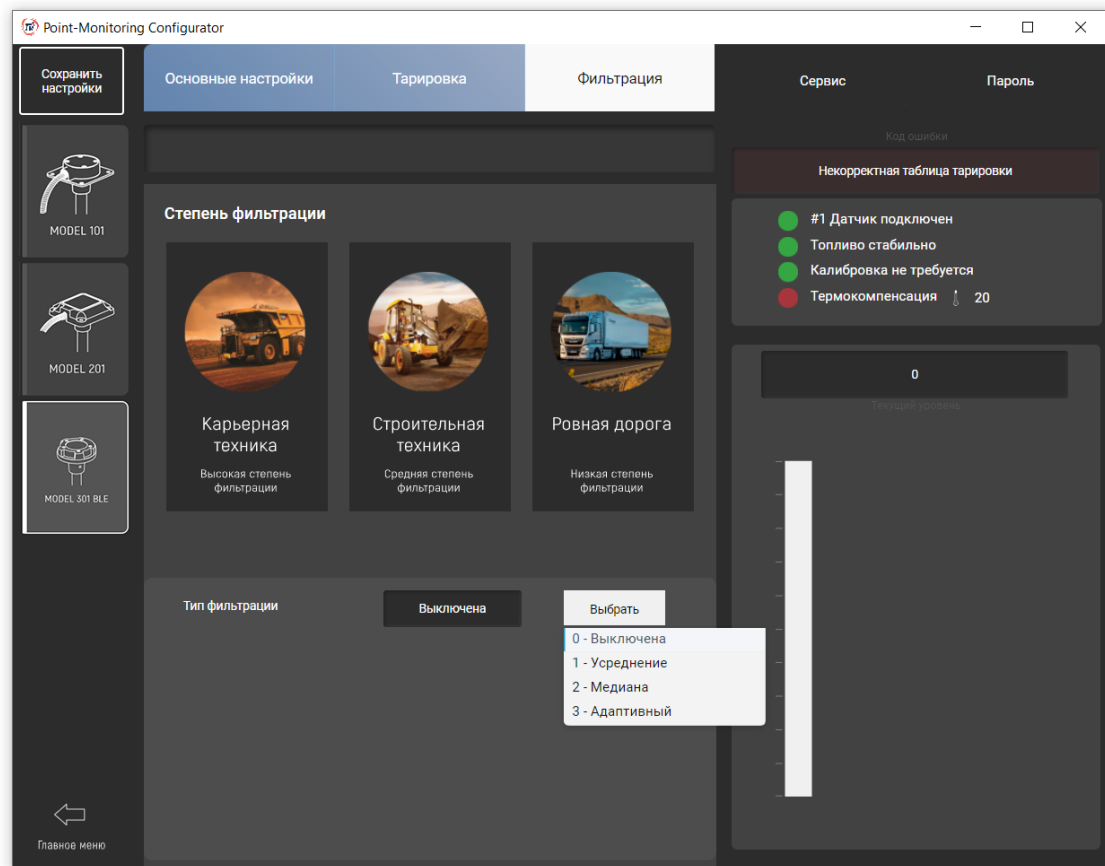 Point-Monitoring Configurator
Сохранить
настройки
Основные настройки
Тарировка
Фильтрация
Сервис
Пароль
MODEL 101
MODEL 201
MODEL 301 BLE
Главное меню
Степень фильтрации
Карьерная
техника
Высокая степень
фильтрации
Строительная
техника
Средняя степень
фильтрации
Ровная дорога
Низкая степень
фильтрации
Тип фильтрации
Выключена
Выбрать
0 - Выключена
1 - Усреднение
2 - Медиана
3 - Адаптивный
Код ошибки
Некорректная таблица тарировки
#1 Датчик подключен
Топливо стабильно
Калибровка не требуется
Термокомпенсация 20
0
Текущий уровень